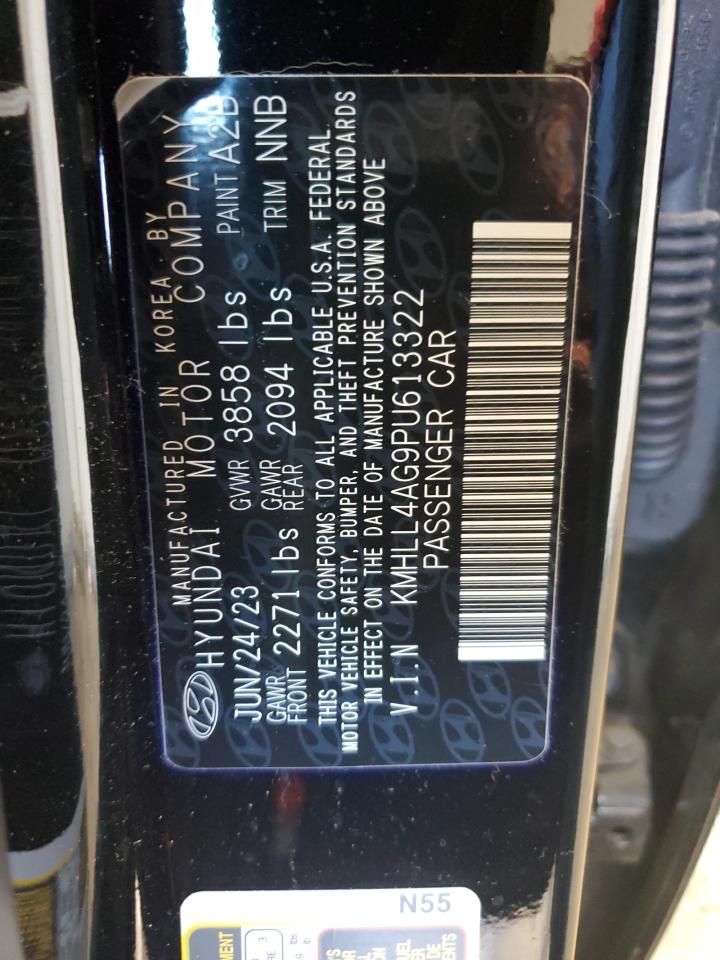 MANUFACTURED IN KOREA BY
HYUNDAI MOTOR COMPANY
JUN/24/23 GVWR 3858 lbs PAINT A2B
GAWR FRONT 2271 lbs GAWR REAR 2094 lbs TRIM NNB
THIS VEHICLE CONFORMS TO ALL APPLICABLE U.S.A. FEDERAL
MOTOR VEHICLE SAFETY, BUMPER, AND THEFT PREVENTION STANDARDS
IN EFFECT ON THE DATE OF MANUFACTURE SHOWN ABOVE
V.I.N KMHLL4AG9PU613322
PASSENGER CAR
N55